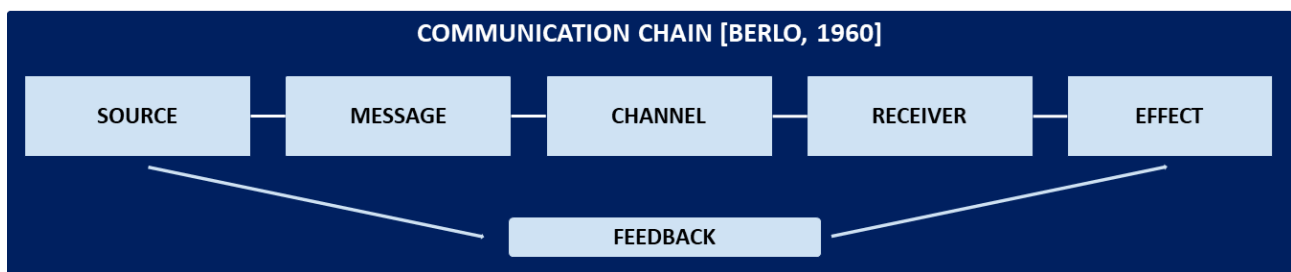 COMMUNICATION CHAIN [BERLO, 1960]
SOURCE
MESSAGE
CHANNEL
RECEIVER
EFFECT
FEEDBACK